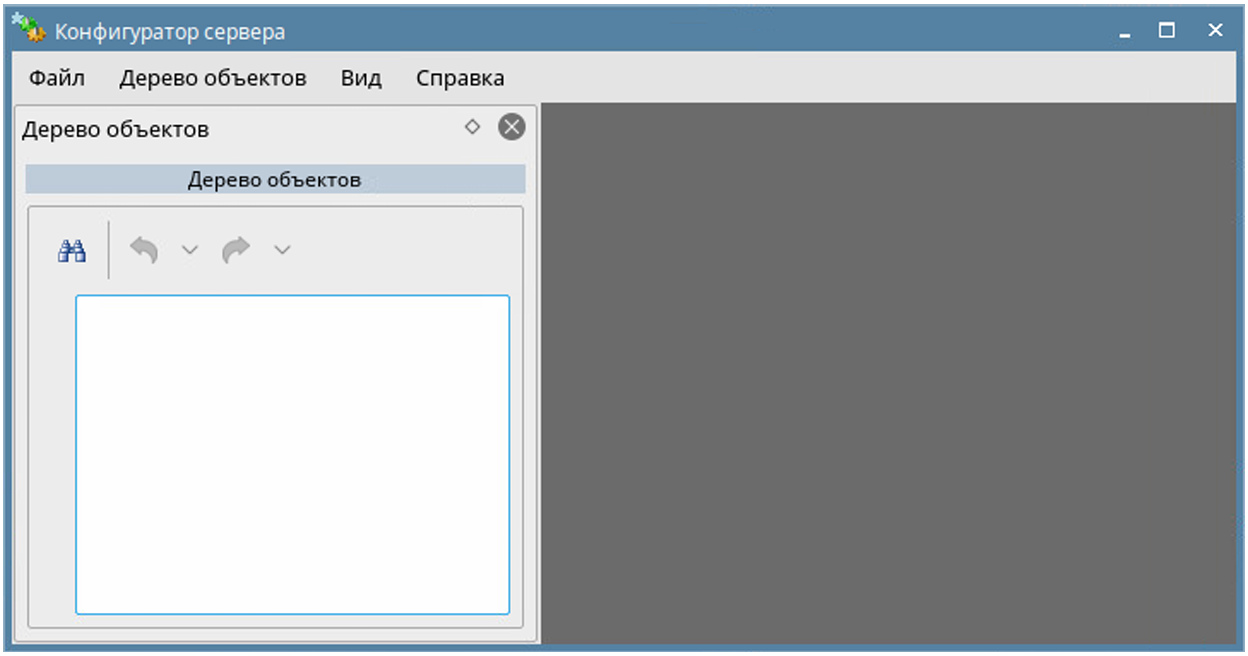 Конфигуратор сервера
Файл Дерево объектов Вид Справка
Дерево объектов
Дерево объектов